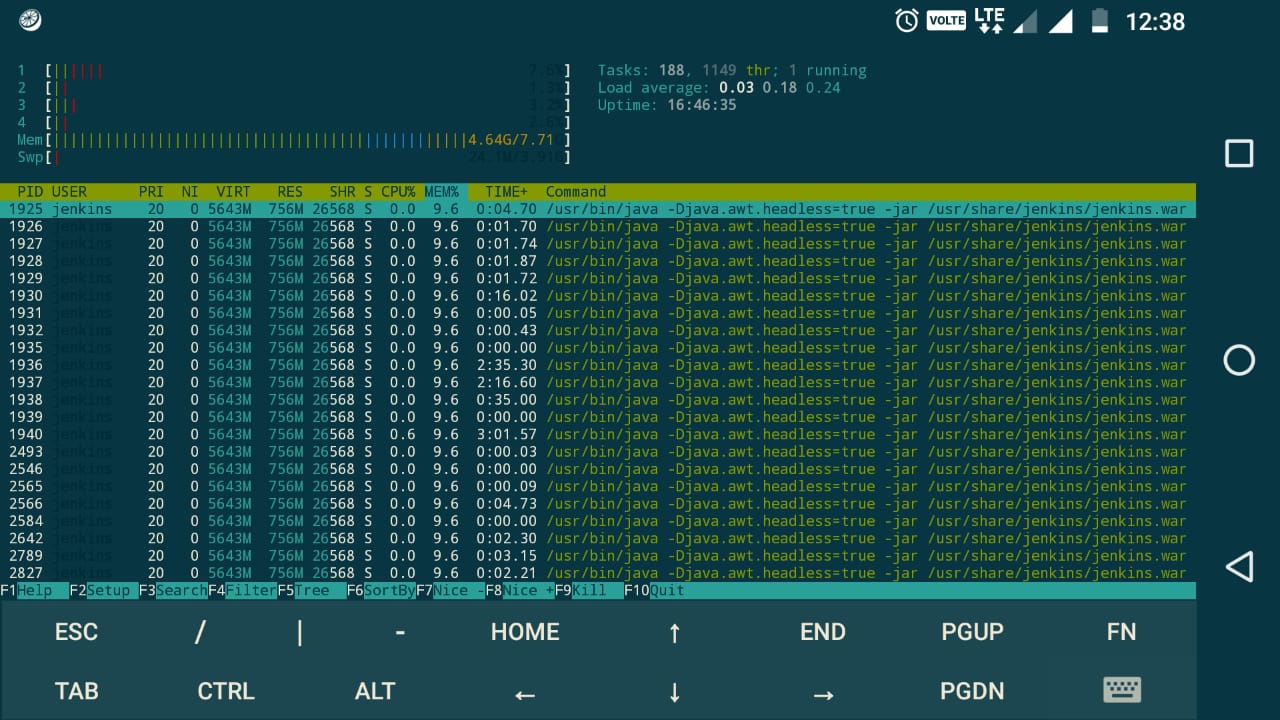 VOLTE LTE 12:38
1 [|||||| 7.6%] Tasks: 188, 1149 thr; 1 running
2 [|| 1.3%] Load average: 0.03 0.18 0.24
3 [||| 3.2%] Uptime: 16:46:35
4 [|| 2.6%]
Mem[||||||||||||||||||||||||||||||||||||||||||||||||4.64G/7.71 ]
Swp[| 24.1M/3.91G]
PID USER PRI NI VIRT RES SHR S CPU% MEM% TIME+ Command
1925 jenkins 20 0 5643M 756M 26568 S 0.0 9.6 0:04.70 /usr/bin/java -Djava.awt.headless=true -jar /usr/share/jenkins/jenkins.war
1926 jenkins 20 0 5643M 756M 26568 S 0.0 9.6 0:01.70 /usr/bin/java -Djava.awt.headless=true -jar /usr/share/jenkins/jenkins.war
1927 jenkins 20 0 5643M 756M 26568 S 0.0 9.6 0:01.74 /usr/bin/java -Djava.awt.headless=true -jar /usr/share/jenkins/jenkins.war
1928 jenkins 20 0 5643M 756M 26568 S 0.0 9.6 0:01.87 /usr/bin/java -Djava.awt.headless=true -jar /usr/share/jenkins/jenkins.war
1929 jenkins 20 0 5643M 756M 26568 S 0.0 9.6 0:01.72 /usr/bin/java -Djava.awt.headless=true -jar /usr/share/jenkins/jenkins.war
1930 jenkins 20 0 5643M 756M 26568 S 0.0 9.6 0:16.02 /usr/bin/java -Djava.awt.headless=true -jar /usr/share/jenkins/jenkins.war
1931 jenkins 20 0 5643M 756M 26568 S 0.0 9.6 0:00.05 /usr/bin/java -Djava.awt.headless=true -jar /usr/share/jenkins/jenkins.war
1932 jenkins 20 0 5643M 756M 26568 S 0.0 9.6 0:00.43 /usr/bin/java -Djava.awt.headless=true -jar /usr/share/jenkins/jenkins.war
1935 jenkins 20 0 5643M 756M 26568 S 0.0 9.6 0:00.00 /usr/bin/java -Djava.awt.headless=true -jar /usr/share/jenkins/jenkins.war
1936 jenkins 20 0 5643M 756M 26568 S 0.0 9.6 2:35.30 /usr/bin/java -Djava.awt.headless=true -jar /usr/share/jenkins/jenkins.war
1937 jenkins 20 0 5643M 756M 26568 S 0.0 9.6 2:16.60 /usr/bin/java -Djava.awt.headless=true -jar /usr/share/jenkins/jenkins.war
1938 jenkins 20 0 5643M 756M 26568 S 0.0 9.6 0:35.00 /usr/bin/java -Djava.awt.headless=true -jar /usr/share/jenkins/jenkins.war
1939 jenkins 20 0 5643M 756M 26568 S 0.0 9.6 0:00.00 /usr/bin/java -Djava.awt.headless=true -jar /usr/share/jenkins/jenkins.war
1940 jenkins 20 0 5643M 756M 26568 S 0.6 9.6 3:01.57 /usr/bin/java -Djava.awt.headless=true -jar /usr/share/jenkins/jenkins.war
2493 jenkins 20 0 5643M 756M 26568 S 0.0 9.6 0:00.03 /usr/bin/java -Djava.awt.headless=true -jar /usr/share/jenkins/jenkins.war
2546 jenkins 20 0 5643M 756M 26568 S 0.0 9.6 0:00.00 /usr/bin/java -Djava.awt.headless=true -jar /usr/share/jenkins/jenkins.war
2565 jenkins 20 0 5643M 756M 26568 S 0.0 9.6 0:00.09 /usr/bin/java -Djava.awt.headless=true -jar /usr/share/jenkins/jenkins.war
2566 jenkins 20 0 5643M 756M 26568 S 0.0 9.6 0:04.73 /usr/bin/java -Djava.awt.headless=true -jar /usr/share/jenkins/jenkins.war
2584 jenkins 20 0 5643M 756M 26568 S 0.0 9.6 0:00.00 /usr/bin/java -Djava.awt.headless=true -jar /usr/share/jenkins/jenkins.war
2642 jenkins 20 0 5643M 756M 26568 S 0.0 9.6 0:02.30 /usr/bin/java -Djava.awt.headless=true -jar /usr/share/jenkins/jenkins.war
2789 jenkins 20 0 5643M 756M 26568 S 0.0 9.6 0:03.15 /usr/bin/java -Djava.awt.headless=true -jar /usr/share/jenkins/jenkins.war
2827 jenkins 20 0 5643M 756M 26568 S 0.0 9.6 0:02.21 /usr/bin/java -Djava.awt.headless=true -jar /usr/share/jenkins/jenkins.war
F1Help F2Setup F3SearchF4FilterF5Tree F6SortByF7Nice -F8Nice +F9Kill F10Quit
ESC / | - HOME ↑ END PGUP FN
TAB CTRL ALT ← ↓ → PGDN